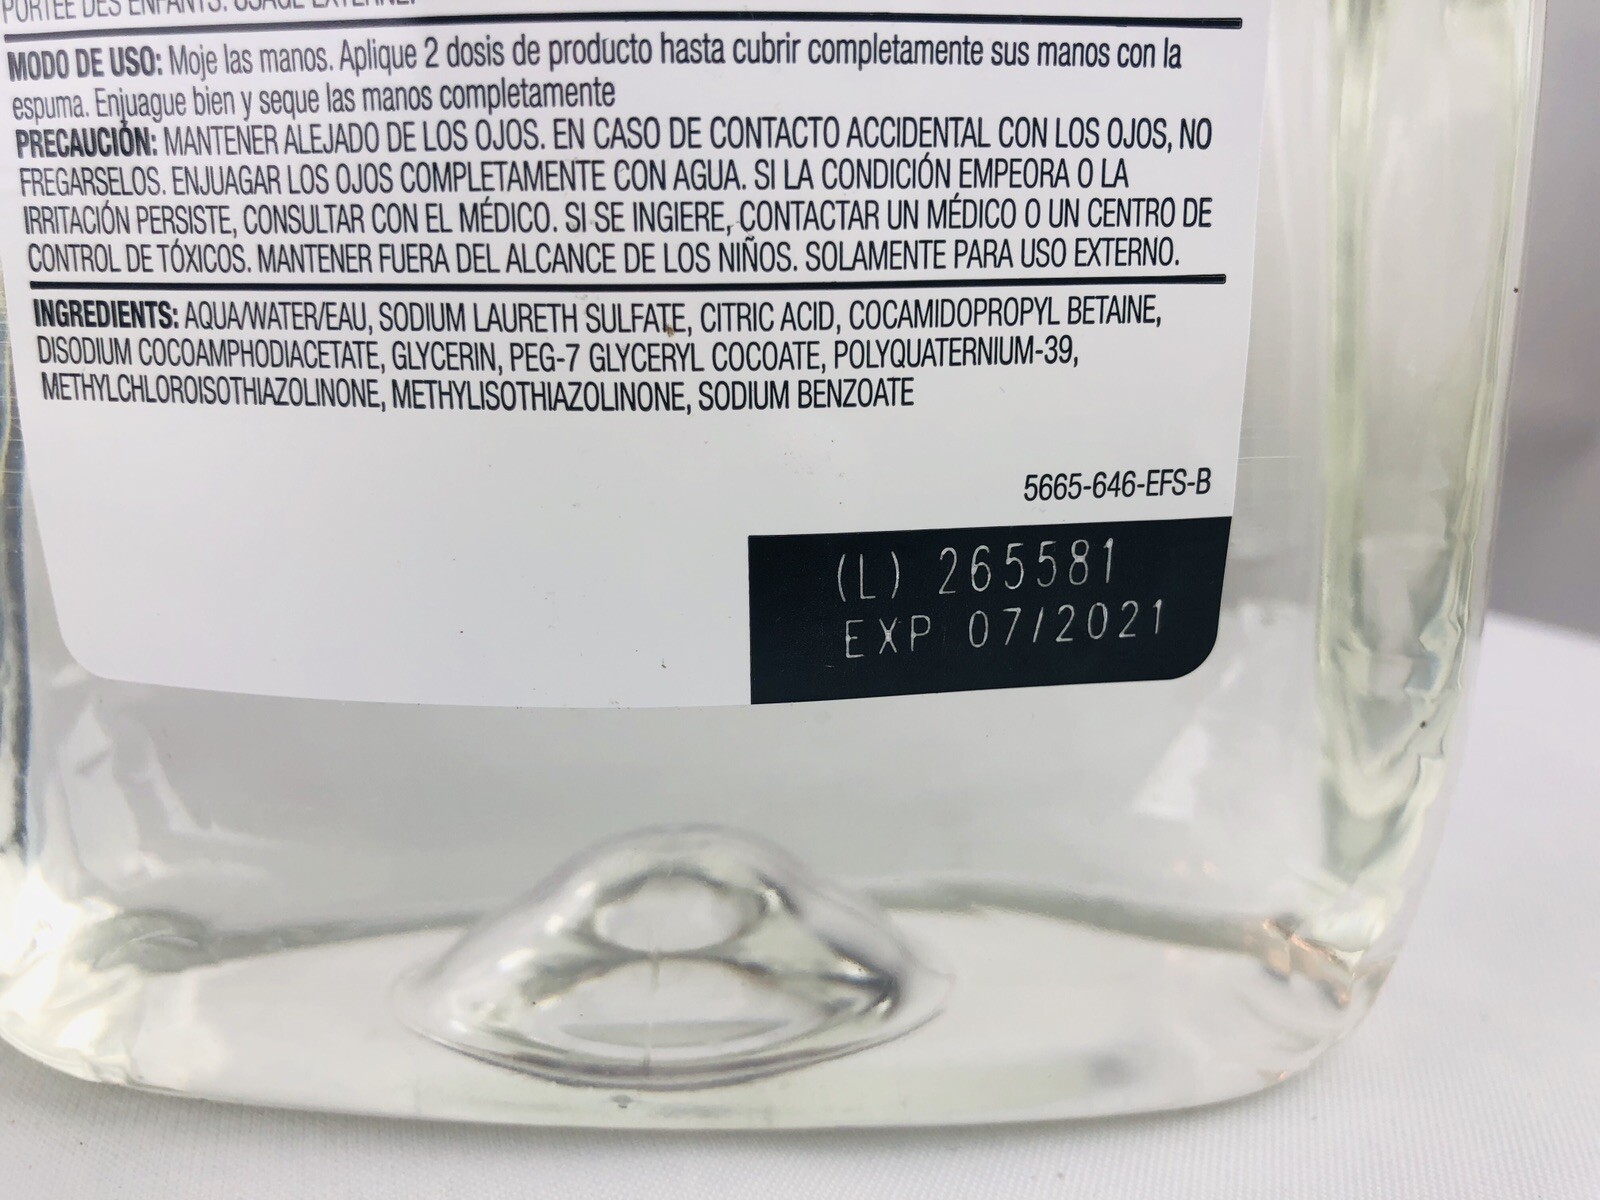 PORTÉE DES ENFANTS. USAGE EXTERNE.
MODO DE USO: Moje las manos. Aplique 2 dosis de producto hasta cubrir completamente sus manos con la
espuma. Enjuague bien y seque las manos completamente
PRECAUCIÓN: MANTENER ALEJADO DE LOS OJOS. EN CASO DE CONTACTO ACCIDENTAL CON LOS OJOS, NO
FREGARSELOS. ENJUAGAR LOS OJOS COMPLETAMENTE CON AGUA. SI LA CONDICIÓN EMPEORA O LA
IRRITACIÓN PERSISTE, CONSULTAR CON EL MÉDICO. SI SE INGIERE, CONTACTAR UN MÉDICO O UN CENTRO DE
CONTROL DE TÓXICOS. MANTENER FUERA DEL ALCANCE DE LOS NIÑOS. SOLAMENTE PARA USO EXTERNO.
INGREDIENTS: AQUA/WATER/EAU, SODIUM LAURETH SULFATE, CITRIC ACID, COCAMIDOPROPYL BETAINE,
DISODIUM COCOAMPHODIACETATE, GLYCERIN, PEG-7 GLYCERYL COCOATE, POLYQUATERNIUM-39,
METHYLCHLOROISOTHIAZOLINONE, METHYLISOTHIAZOLINONE, SODIUM BENZOATE
5665-646-EFS-B
(L) 265581
EXP 07/2021